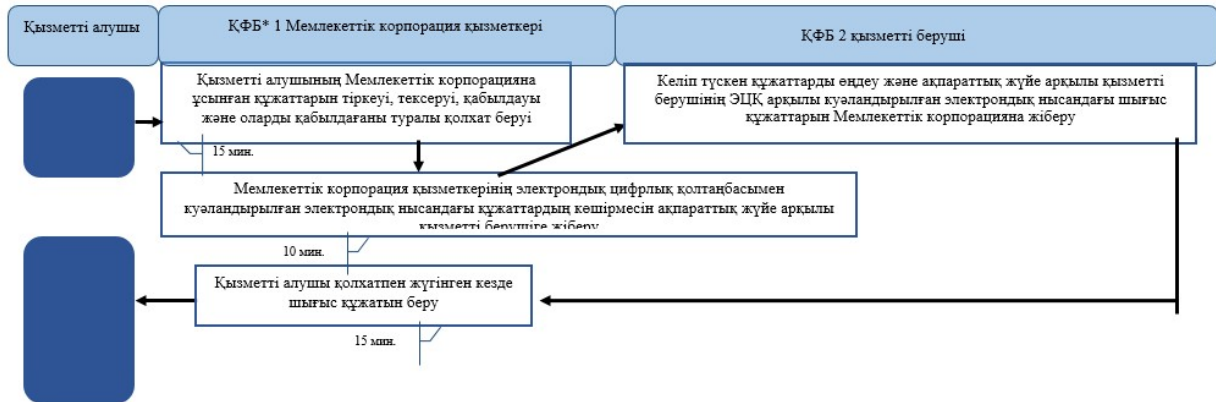 Қызметті алушы
ҚФБ* 1 Мемлекеттік корпорация қызметкері
ҚФБ 2 қызметті беруші
Қызметті алушының Мемлекеттік корпорацияна
ұсынған құжаттарын тіркеуі, тексеруі, қабылдауы
және оларды қабылдағаны туралы қолхат беруі
Келіп түскен құжаттарды өңдеу және ақпараттық жүйе арқылы қызметті
берушінің ЭЦҚ арқылы куәландырылған электрондық нысандағы шығыс
құжаттарын Мемлекеттік корпорацияна жіберу
15 мин.
Мемлекеттік корпорация қызметкерінің электрондық цифрлық қолтаңбасымен
куәландырылған электрондық нысандағы құжаттардың көшірмесін ақпараттық жүйе арқылы
қызметті берушіге жіберу
10 мин.
Қызметті алушы қолхатпен жүгінген кезде
шығыс құжатын беру
15 мин.